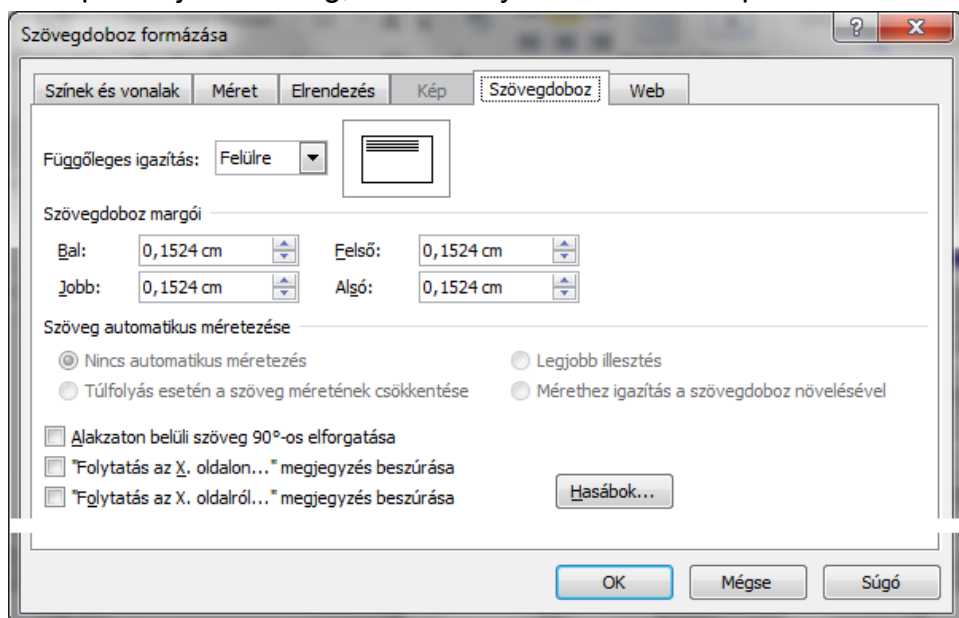 Szövegdoboz formázása
Színek és vonalak Méret Elrendezés Kép Szövegdoboz Web
Függőleges igazítás: Felülre
Szövegdoboz margói
Bal: 0,1524 cm Felső: 0,1524 cm
Jobb: 0,1524 cm Alsó: 0,1524 cm
Szöveg automatikus méretezése
Nincs automatikus méretezés Legjobb illesztés
Túlfolyás esetén a szöveg méretének csökkentése Mérethez igazítás a szövegdoboz növelésével
Alakzaton belüli szöveg 90°-os elforgatása
"Folytatás az X. oldalon..." megjegyzés beszúrása
"Folytatás az X. oldalról..." megjegyzés beszúrása Hasábok...
OK Mégse Súgó